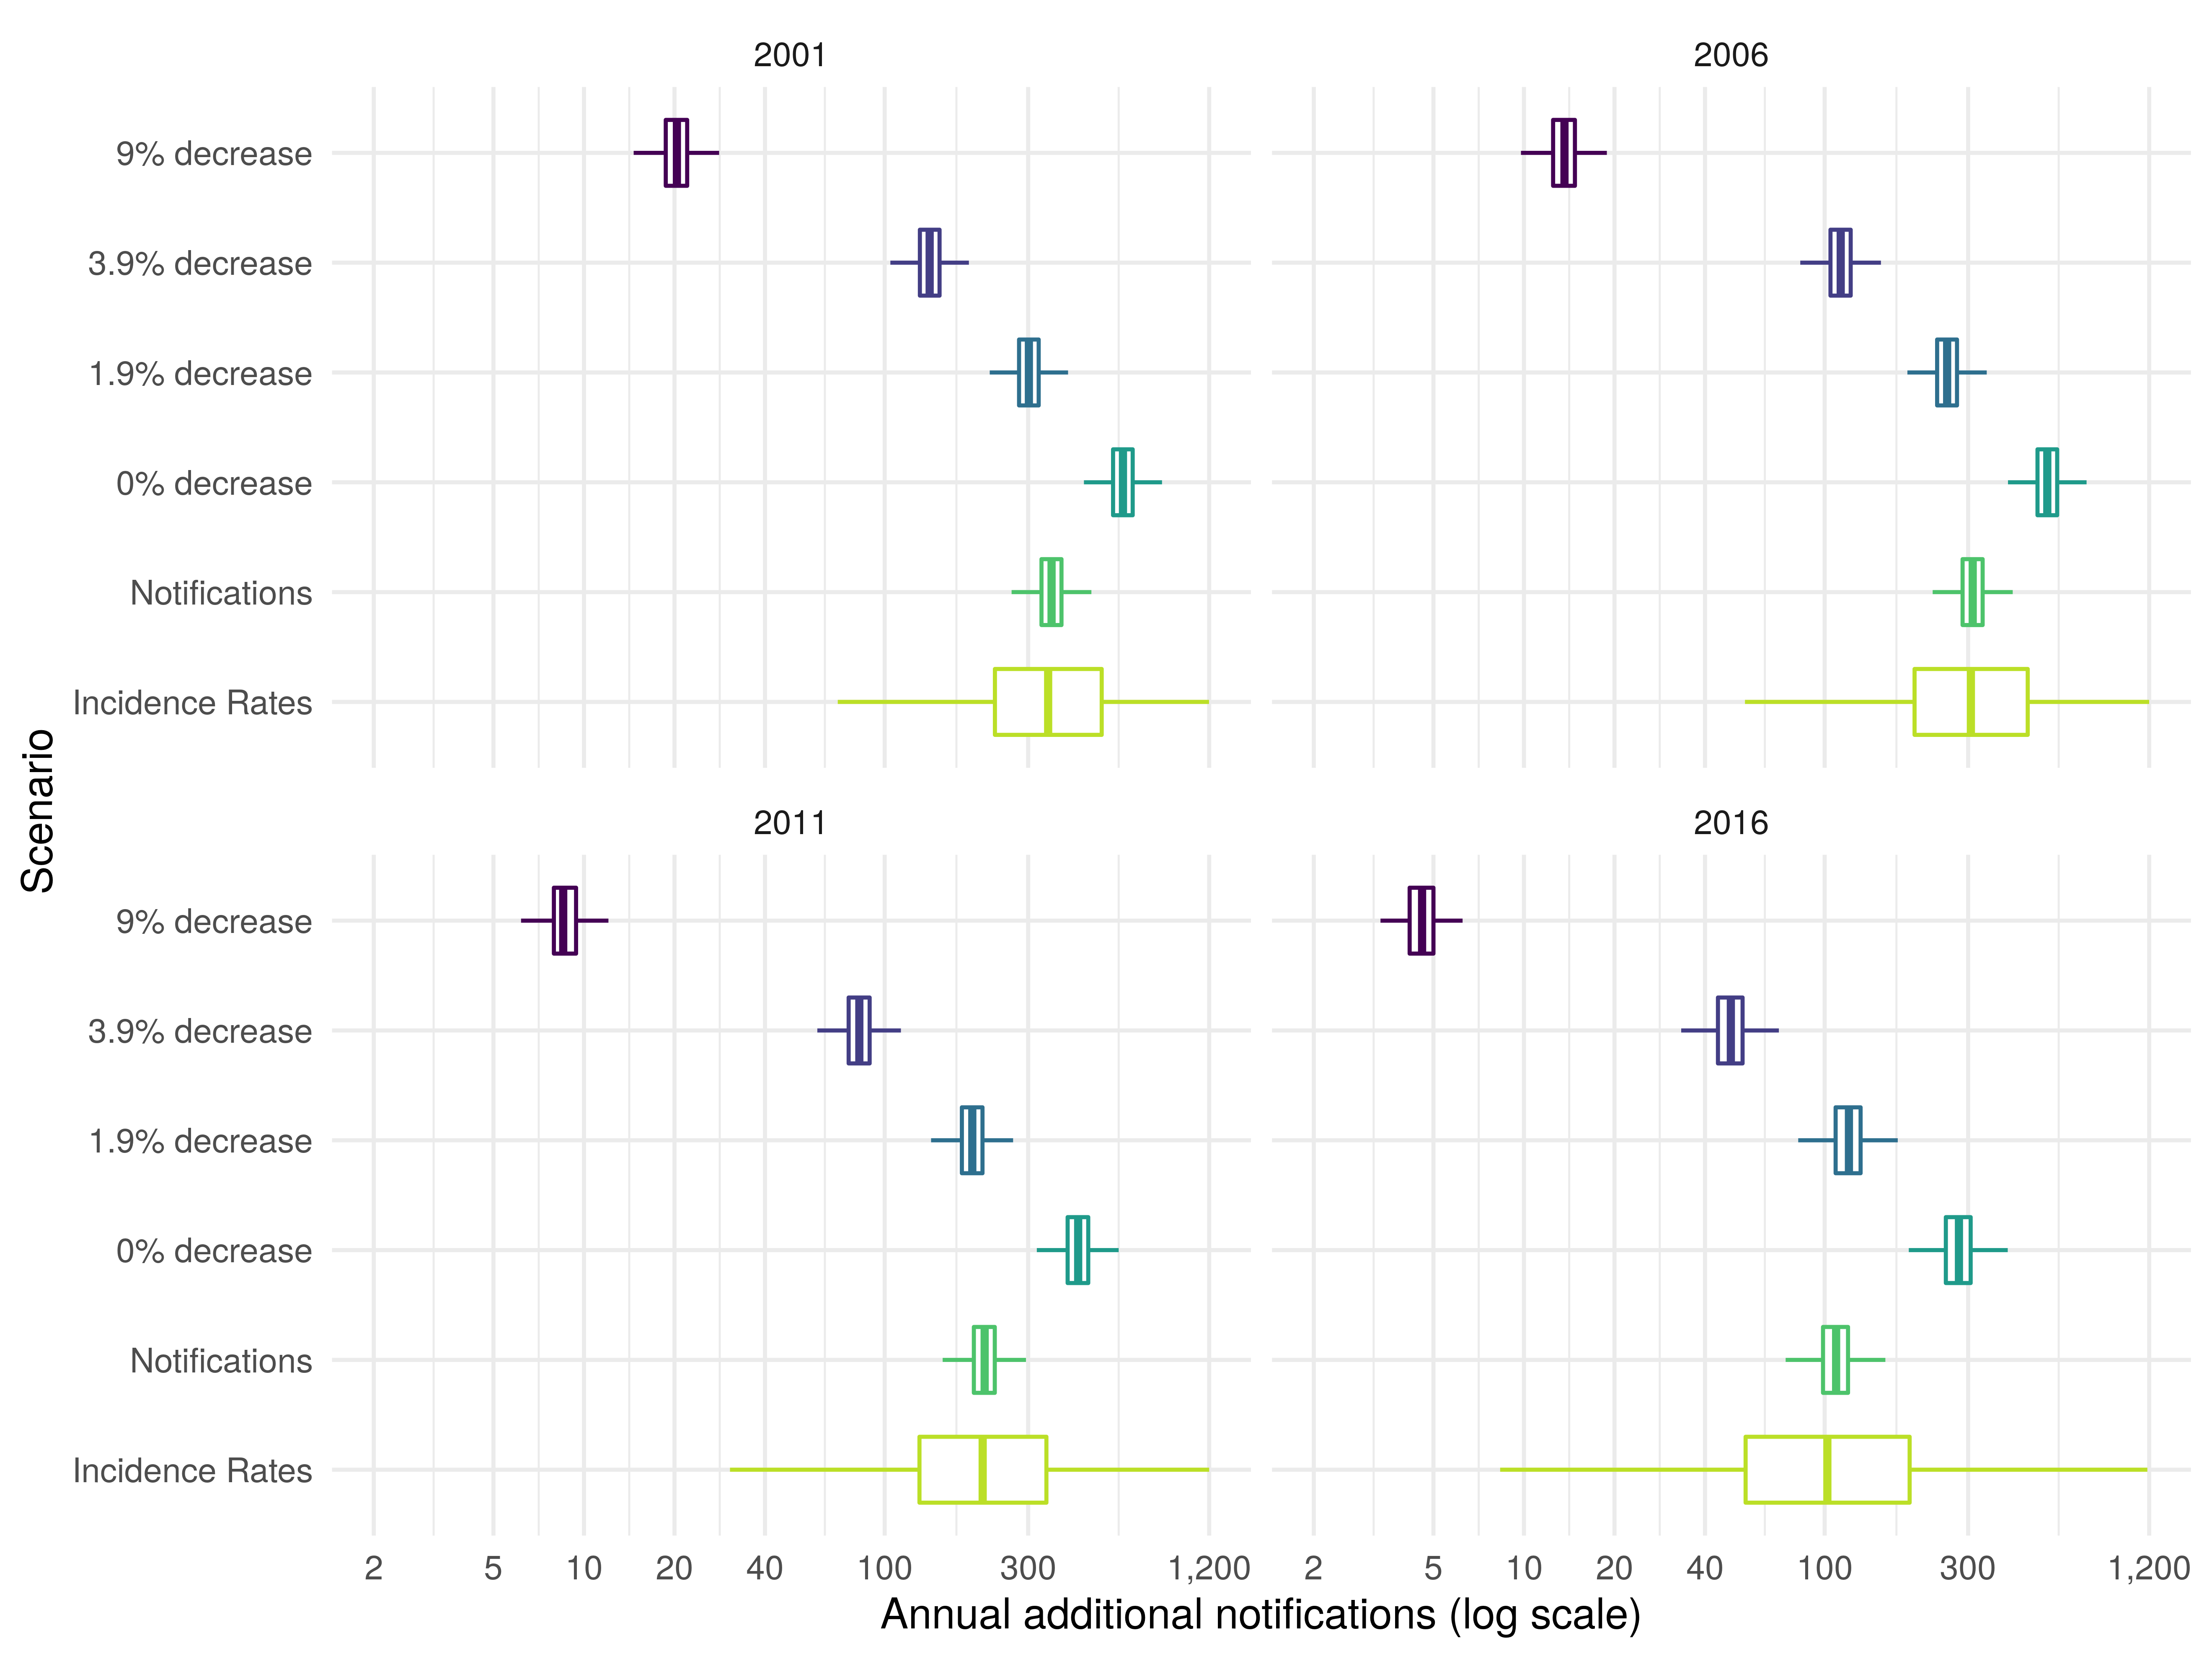 2001
2006
9% decrease
3.9% decrease
1.9% decrease
0% decrease
Notifications
Incidence Rates
Scenario
2011
2016
9% decrease
3.9% decrease
1.9% decrease
0% decrease
Notifications
Incidence Rates
2 5 10 20 40 100 300 1,200
2 5 10 20 40 100 300 1,200
Annual additional notifications (log scale)